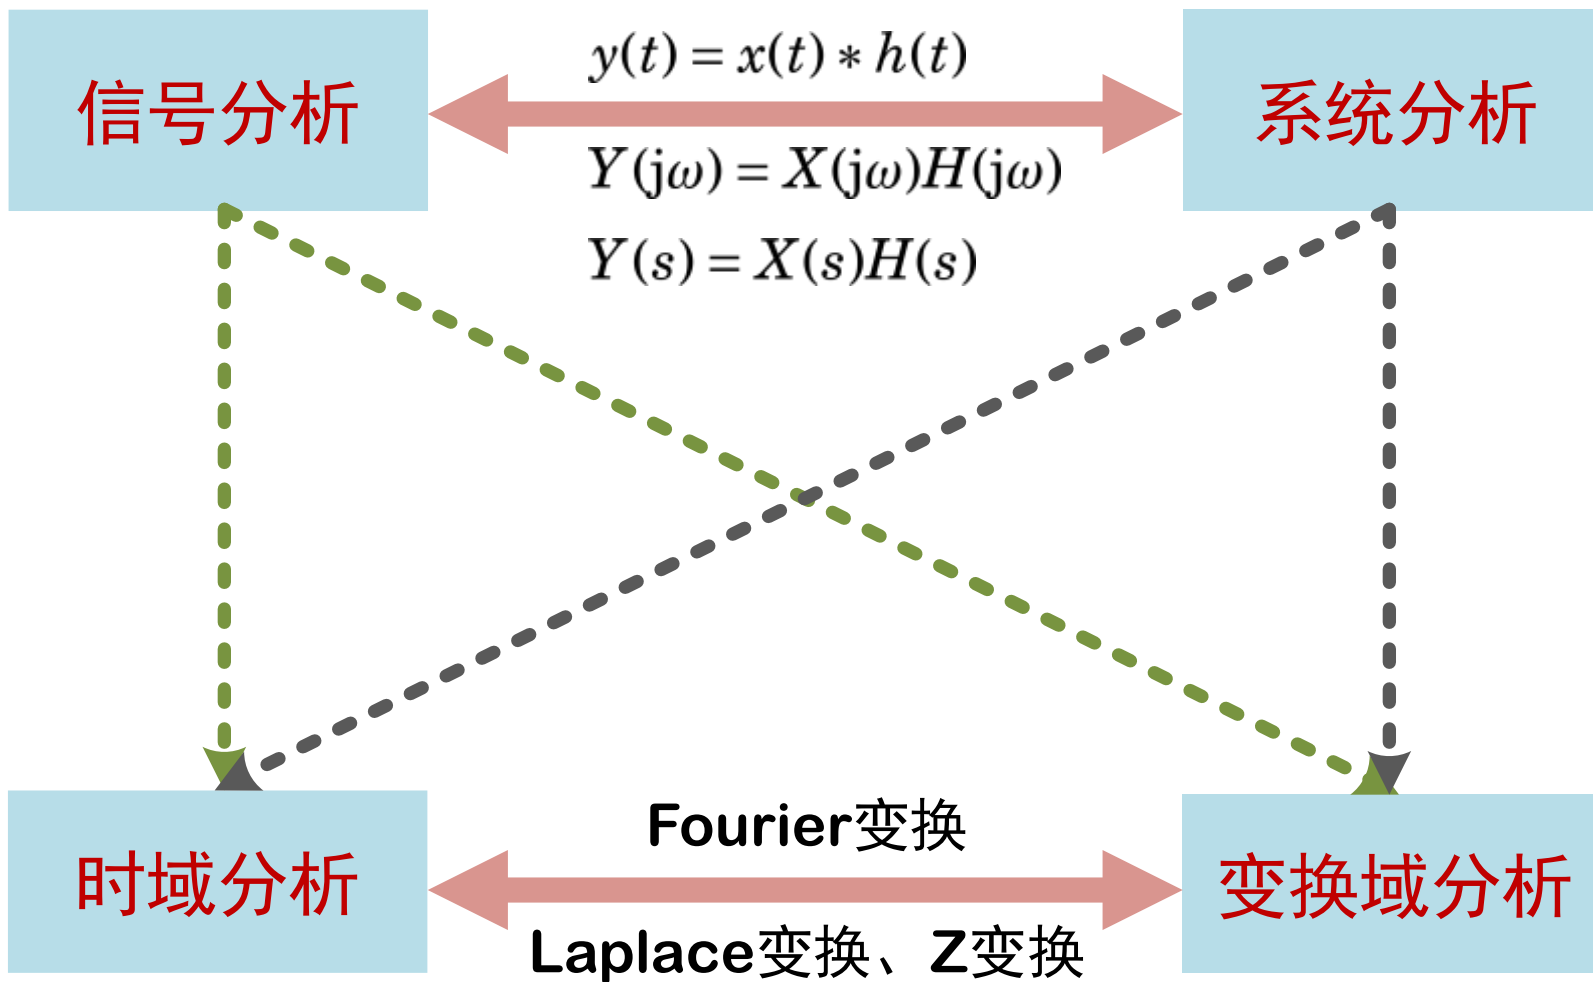 信号分析
y(t) = x(t) * h(t)
系统分析
Y(jω) = X(jω)H(jω)
Y(s) = X(s)H(s)
Fourier变换
时域分析
变换域分析
Laplace变换、Z变换